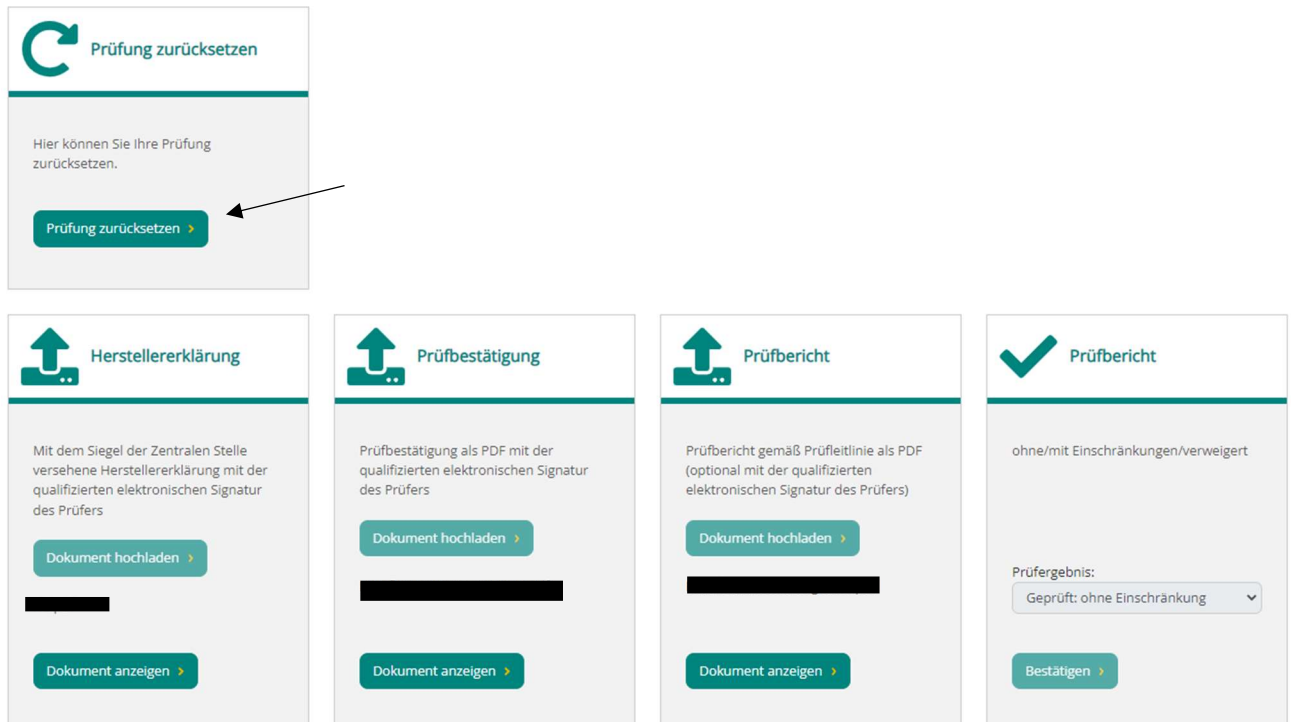 Prüfung zurücksetzen
Hier können Sie Ihre Prüfung
zurücksetzen.
Prüfung zurücksetzen ›
Herstellererklärung
Mit dem Siegel der Zentralen Stelle
versehene Herstellererklärung mit der
qualifizierten elektronischen Signatur
des Prüfers
Dokument hochladen ›
Dokument anzeigen ›
Prüfbestätigung
Prüfbestätigung als PDF mit der
qualifizierten elektronischen Signatur
des Prüfers
Dokument hochladen ›
Dokument anzeigen ›
Prüfbericht
Prüfbericht gemäß Prüfleitlinie als PDF
(optional mit der qualifizierten
elektronischen Signatur des Prüfers)
Dokument hochladen ›
Dokument anzeigen ›
Prüfbericht
ohne/mit Einschränkungen/verweigert
Prüfergebnis:
Geprüft: ohne Einschränkung
Bestätigen ›